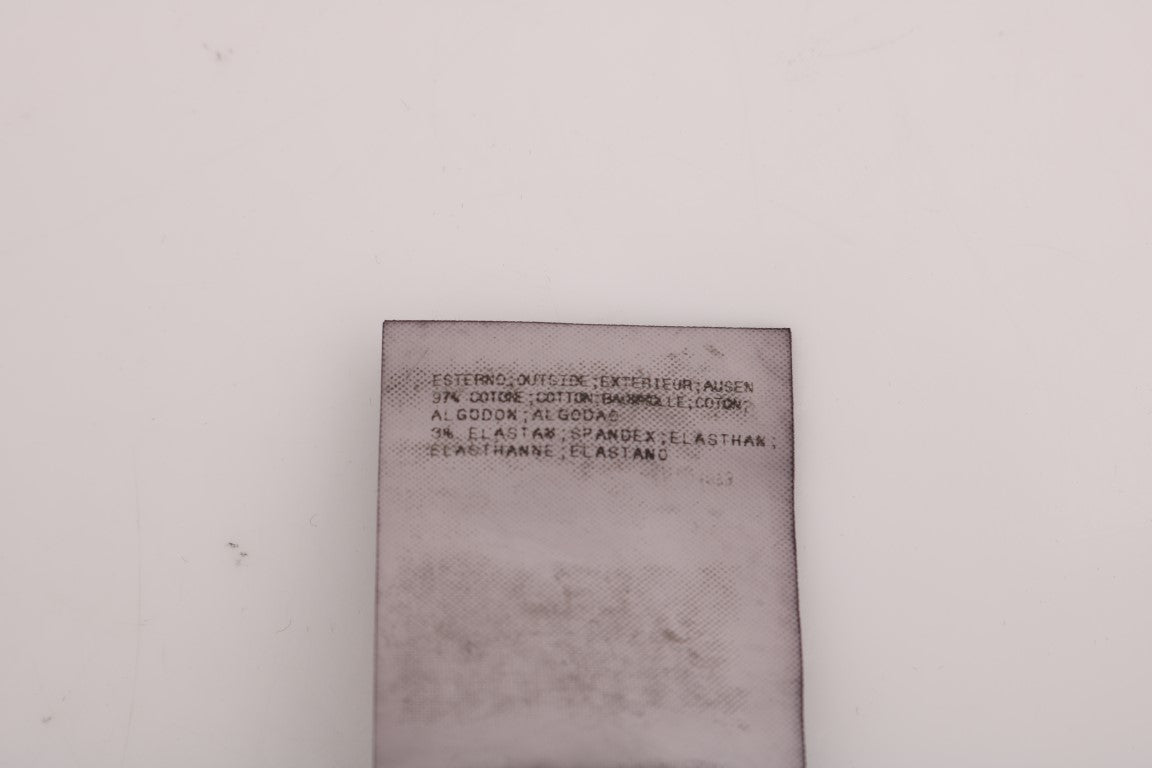 ESTERNO;OUTSIDE;EXTERIEUR;AUSEN
97% COTONE;COTTON;BAUMWOLLE;COTON;
ALGODON;ALGODAO
3% ELASTAN;SPANDEX;ELASTHAN;
ELASTHANNE;ELASTANO